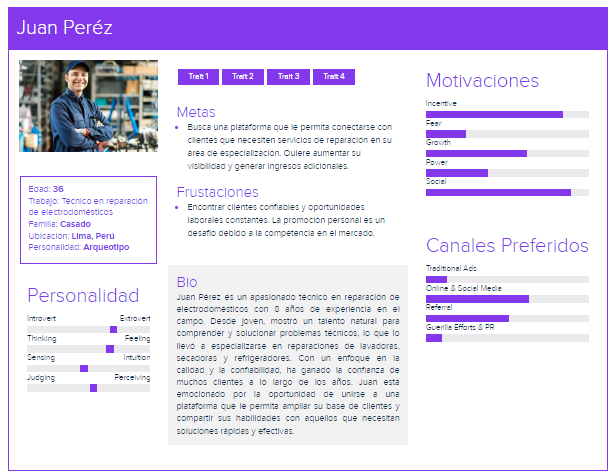 Juan Peréz
Trait 1 Trait 2 Trait 3 Trait 4
Metas
Busca una plataforma que le permita conectarse con
clientes que necesiten servicios de reparación en su
área de especialización. Quiere aumentar su
visibilidad y generar ingresos adicionales.
Frustaciones
Encontrar clientes confiables y oportunidades
laborales constantes. La promoción personal es un
desafío debido a la competencia en el mercado.
Edad: 36
Trabajo: Técnico en reparación
de electrodomésticos
Familia: Casado
Ubicación: Lima, Perú
Personalidad: Arqueotipo
Personalidad
Introvert Extrovert
Thinking Feeling
Sensing Intuition
Judging Perceiving
Bio
Juan Pérez es un apasionado técnico en reparación de
electrodomésticos con 8 años de experiencia en el
campo. Desde joven, mostró un talento natural para
comprender y solucionar problemas técnicos, lo que lo
llevó a especializarse en reparaciones de lavadoras,
secadoras y refrigeradores. Con un enfoque en la
calidad y la confiabilidad, ha ganado la confianza de
muchos clientes a lo largo de los años. Juan está
emocionado por la oportunidad de unirse a una
plataforma que le permita ampliar su base de clientes y
compartir sus habilidades con aquellos que necesitan
soluciones rápidas y efectivas.
Motivaciones
Incentive
Fear
Growth
Power
Social
Canales Preferidos
Traditional Ads
Online & Social Media
Referral
Guerilla Efforts & PR